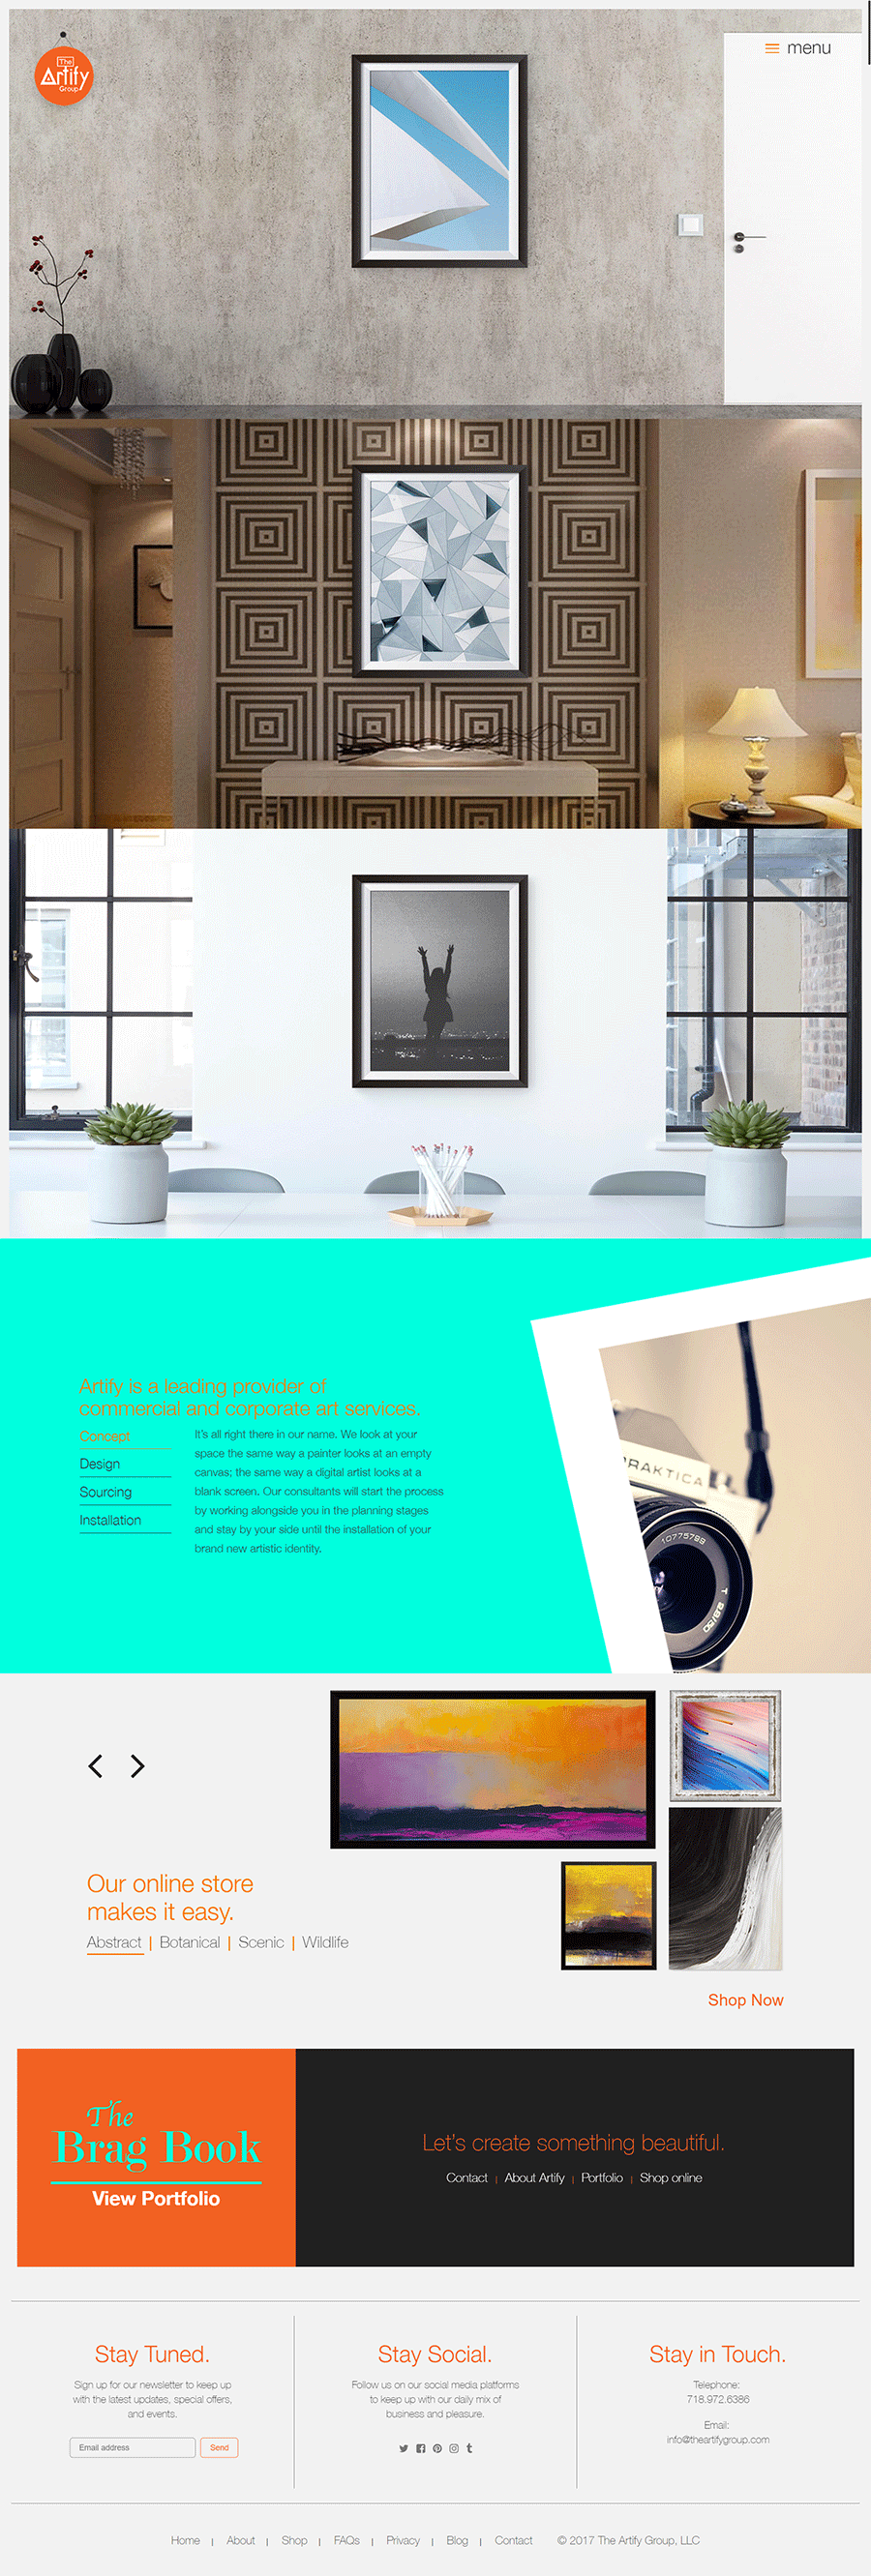 The
Artify
Group
menu
Artify is a leading provider of
commercial and corporate art services.
Concept
Design
Sourcing
Installation
It's all right there in our name. We look at your
space the same way a painter looks at an empty
canvas; the same way a digital artist looks at a
blank screen. Our consultants will start the process
by working alongside you in the planning stages
and stay by your side until the installation of your
brand new artistic identity.
PRAKTICA
10775789
T 2.8/50
Our online store
makes it easy.
Abstract | Botanical | Scenic | Wildlife
Shop Now
The
Brag Book
View Portfolio
Let's create something beautiful.
Contact | About Artify | Portfolio | Shop online
Stay Tuned.
Sign up for our newsletter to keep up
with the latest updates, special offers,
and events.
Email address
Send
Stay Social.
Follow us on our social media platforms
to keep up with our daily mix of
business and pleasure.
Stay in Touch.
Telephone:
718.972.6386
Email:
info@theartifygroup.com
Home | About | Shop | FAQs | Privacy | Blog | Contact © 2017 The Artify Group, LLC